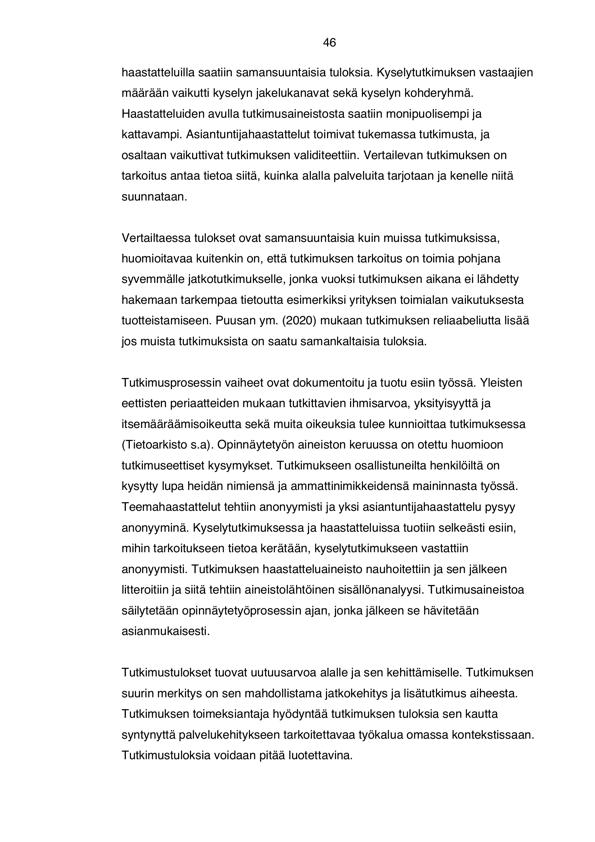 46
haastatteluilla saatiin samansuuntaisia tuloksia. Kyselytutkimuksen vastaajien
määrään vaikutti kyselyn jakelukanavat sekä kyselyn kohderyhmä.
Haastatteluiden avulla tutkimusaineistosta saatiin monipuolisempi ja
kattavampi. Asiantuntijahaastattelut toimivat tukemassa tutkimusta, ja
osaltaan vaikuttivat tutkimuksen validiteettiin. Vertailevan tutkimuksen on
tarkoitus antaa tietoa siitä, kuinka alalla palveluita tarjotaan ja kenelle niitä
suunnataan.
Vertailtaessa tulokset ovat samansuuntaisia kuin muissa tutkimuksissa,
huomioitavaa kuitenkin on, että tutkimuksen tarkoitus on toimia pohjana
syvemmälle jatkotutkimukselle, jonka vuoksi tutkimuksen aikana ei lähdetty
hakemaan tarkempaa tietoutta esimerkiksi yrityksen toimialan vaikutuksesta
tuotteistamiseen. Puusan ym. (2020) mukaan tutkimuksen reliaabeliutta lisää
jos muista tutkimuksista on saatu samankaltaisia tuloksia.
Tutkimusprosessin vaiheet ovat dokumentoitu ja tuotu esiin työssä. Yleisten
eettisten periaatteiden mukaan tutkittavien ihmisarvoa, yksityisyyttä ja
itsemääräämisoikeutta sekä muita oikeuksia tulee kunnioittaa tutkimuksessa
(Tietoarkisto s.a). Opinnäytetyön aineiston keruussa on otettu huomioon
tutkimuseettiset kysymykset. Tutkimukseen osallistuneilta henkilöiltä on
kysytty lupa heidän nimiensä ja ammattinimikkeidensä maininnasta työssä.
Teemahaastattelut tehtiin anonyymisti ja yksi asiantuntijahaastattelu pysyy
anonyyminä. Kyselytutkimuksessa ja haastatteluissa tuotiin selkeästi esiin,
mihin tarkoitukseen tietoa kerätään, kyselytutkimukseen vastattiin
anonyymisti. Tutkimuksen haastatteluaineisto nauhoitettiin ja sen jälkeen
litteroitiin ja siitä tehtiin aineistolähtöinen sisällönanalyysi. Tutkimusaineistoa
säilytetään opinnäytetyöprosessin ajan, jonka jälkeen se hävitetään
asianmukaisesti.
Tutkimustulokset tuovat uutuusarvoa alalle ja sen kehittämiselle. Tutkimuksen
suurin merkitys on sen mahdollistama jatkokehitys ja lisätutkimus aiheesta.
Tutkimuksen toimeksiantaja hyödyntää tutkimuksen tuloksia sen kautta
syntynyttä palvelukehitykseen tarkoitettavaa työkalua omassa kontekstissaan.
Tutkimustuloksia voidaan pitää luotettavina.